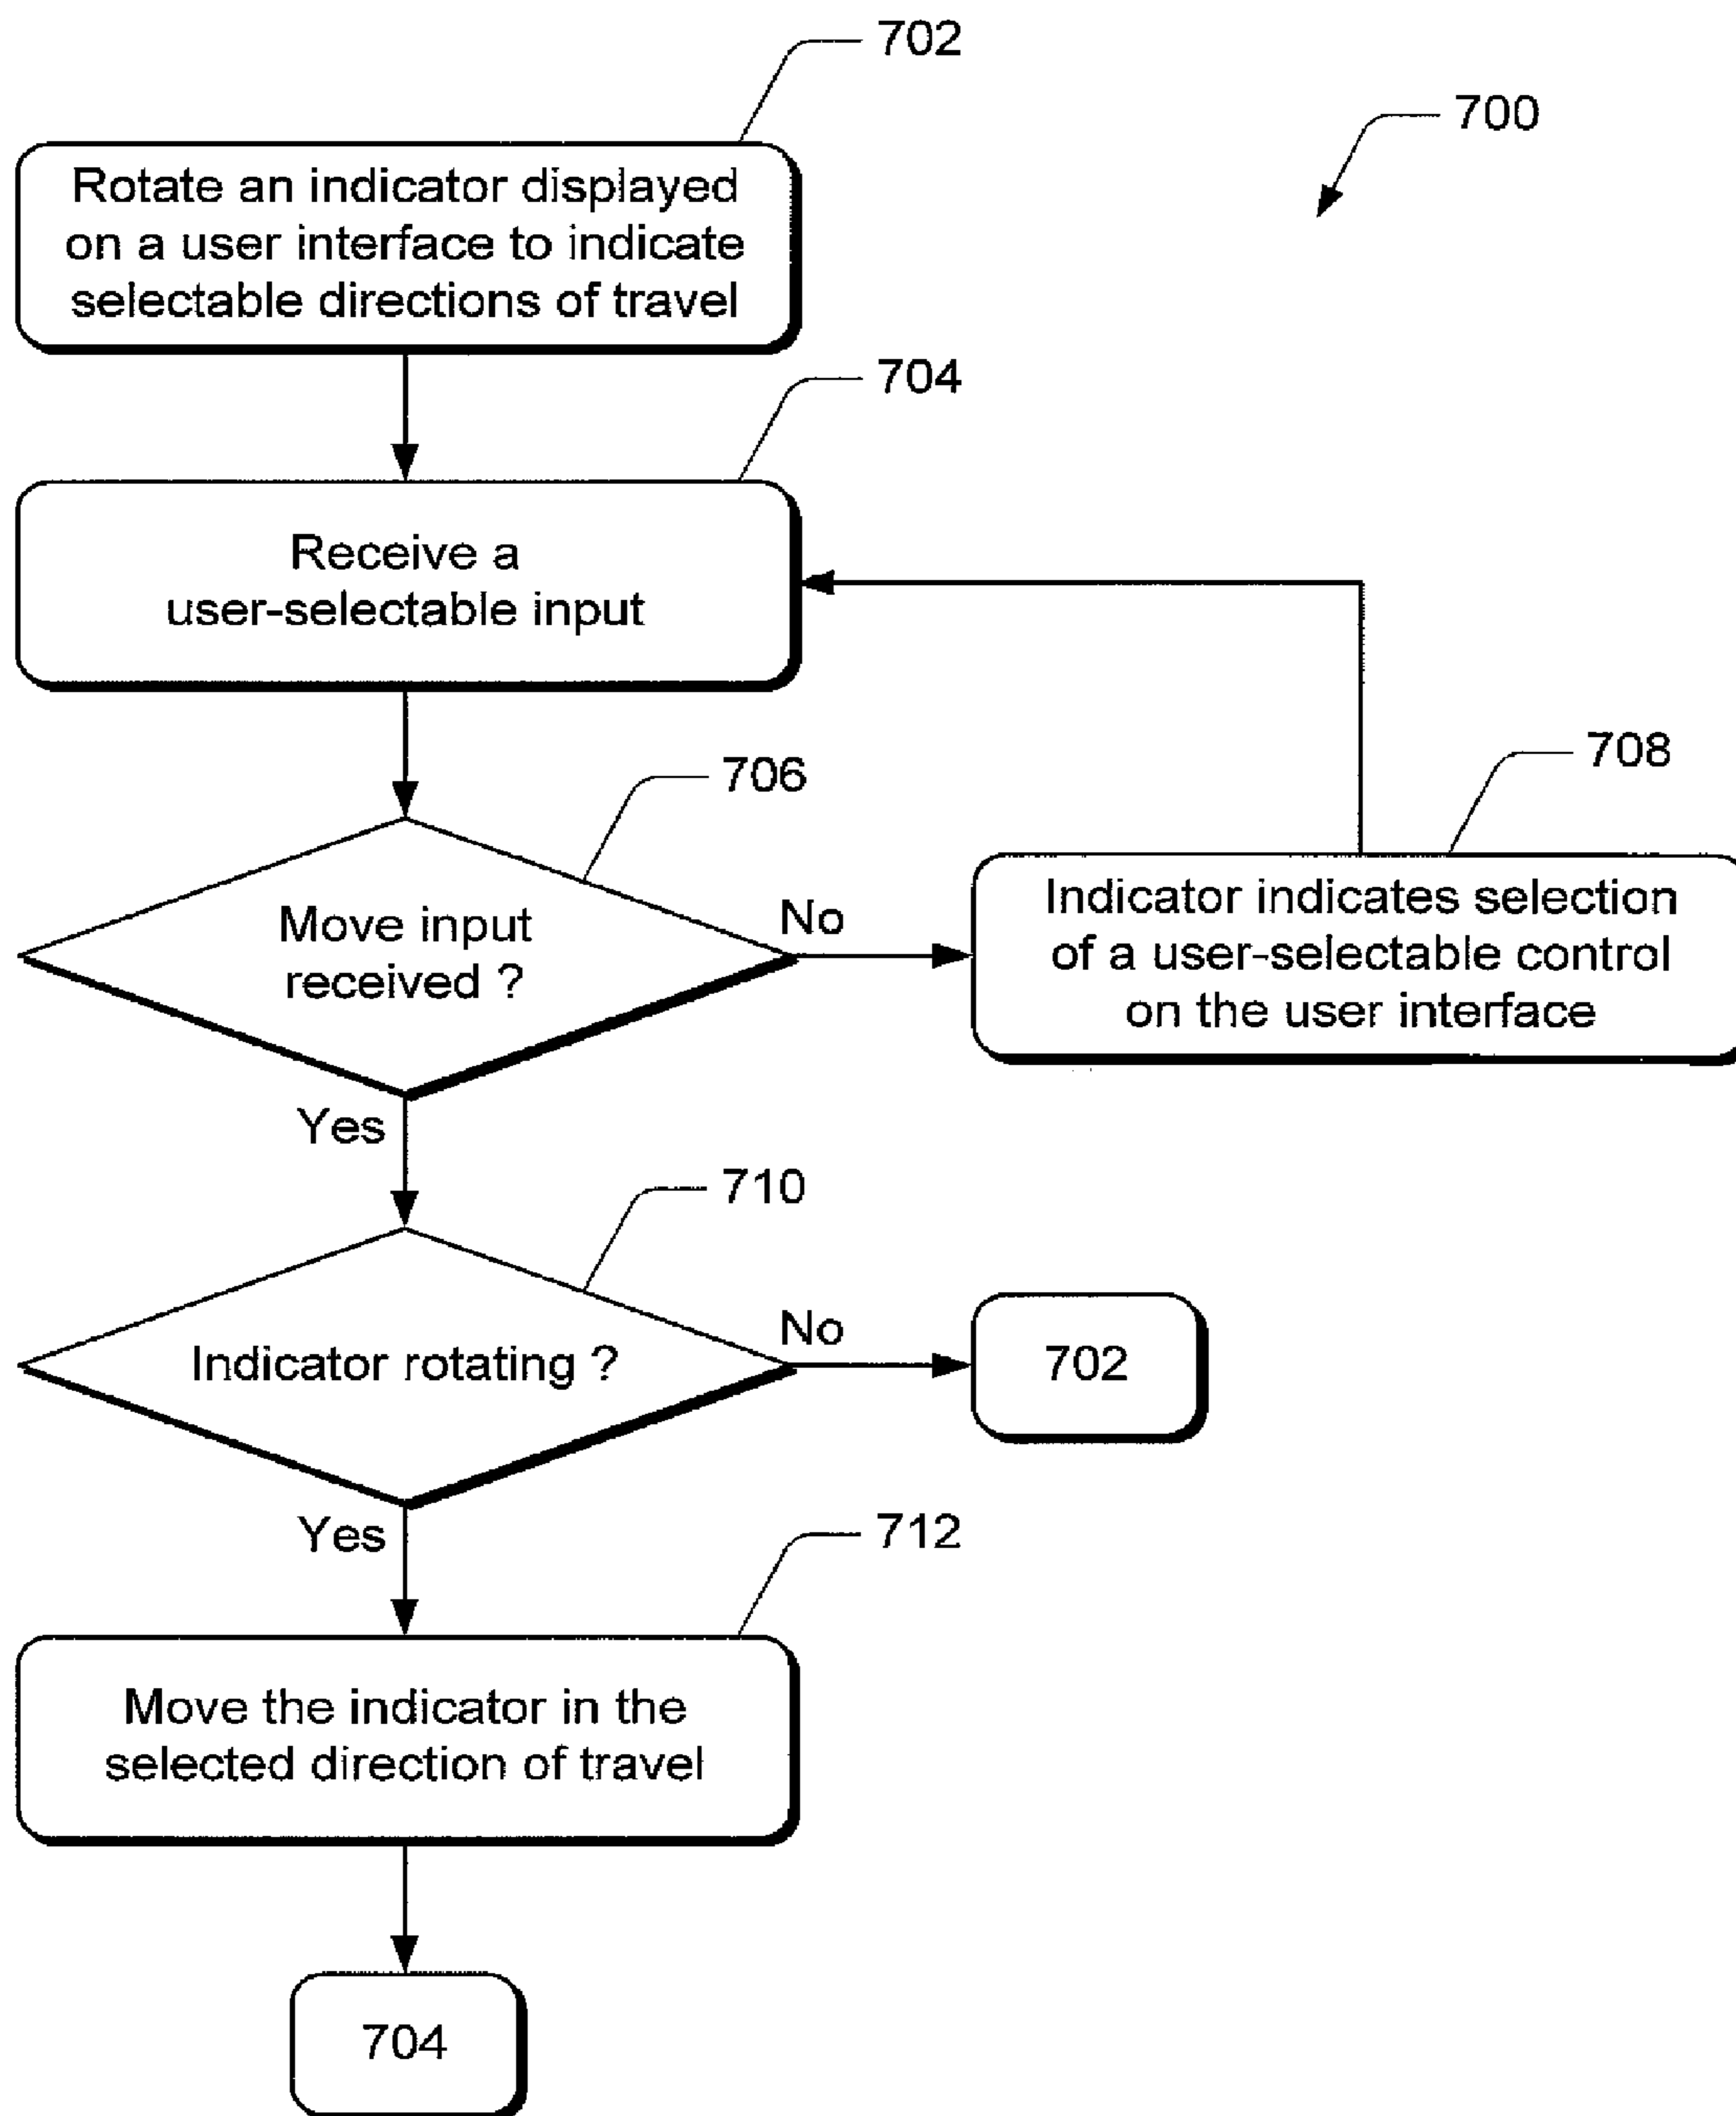 702
700
Rotate an indicator displayed
on a user interface to indicate
selectable directions of travel
704
Receive a
user-selectable input
706
708
Move input
received ?
No
Indicator indicates selection
of a user-selectable control
on the user interface
Yes
710
Indicator rotating ?
No
702
Yes
712
Move the indicator in the
selected direction of travel
704